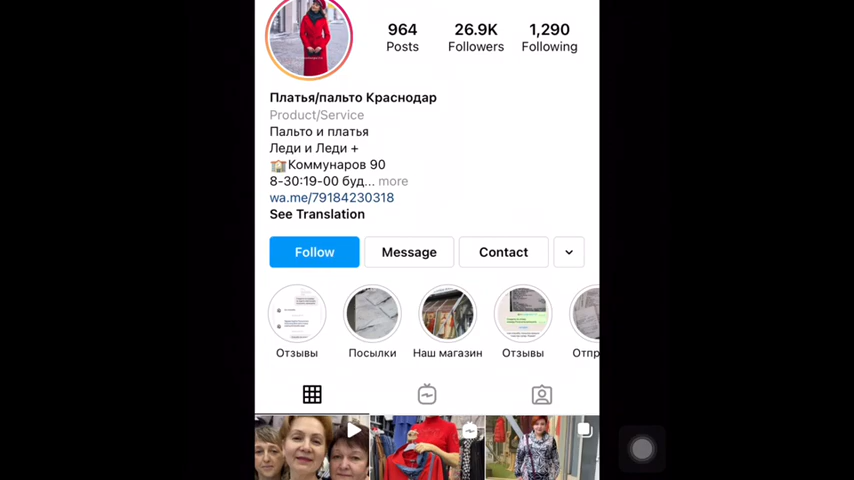 964 26.9K 1,290
Posts Followers Following
Платья/пальто Краснодар
Product/Service
Пальто и платья
Леди и Леди +
🏫Коммунаров 90
8-30:19-00 буд... more
wa.me/79184230318
See Translation
Follow Message Contact
Отзывы Посылки Наш магазин Отзывы Отпр